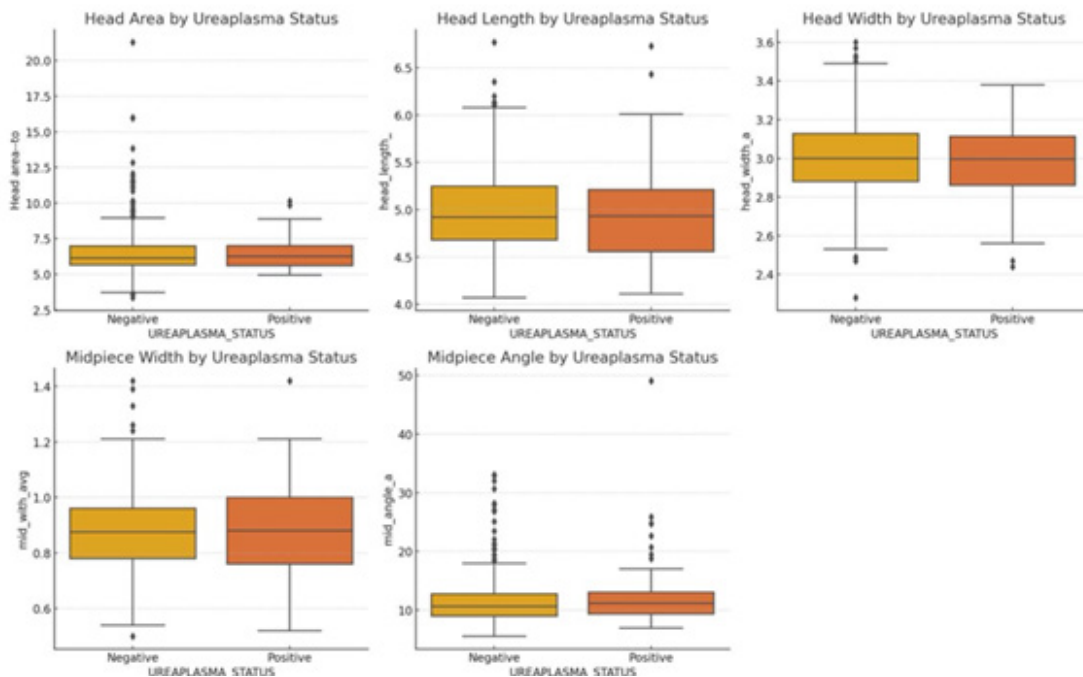 Head Area by Ureaplasma Status
Head area--to
20.0
17.5
15.0
12.5
10.0
7.5
5.0
2.5
Negative Positive
UREAPLASMA_STATUS
Head Length by Ureaplasma Status
head_length_
6.5
6.0
5.5
5.0
4.5
4.0
Negative Positive
UREAPLASMA_STATUS
Head Width by Ureaplasma Status
head_width_a
3.6
3.4
3.2
3.0
2.8
2.6
2.4
Negative Positive
UREAPLASMA_STATUS
Midpiece Width by Ureaplasma Status
mid_with_avg
1.4
1.2
1.0
0.8
0.6
Negative Positive
UREAPLASMA_STATUS
Midpiece Angle by Ureaplasma Status
mid_angle_a
50
40
30
20
10
Negative Positive
UREAPLASMA_STATUS